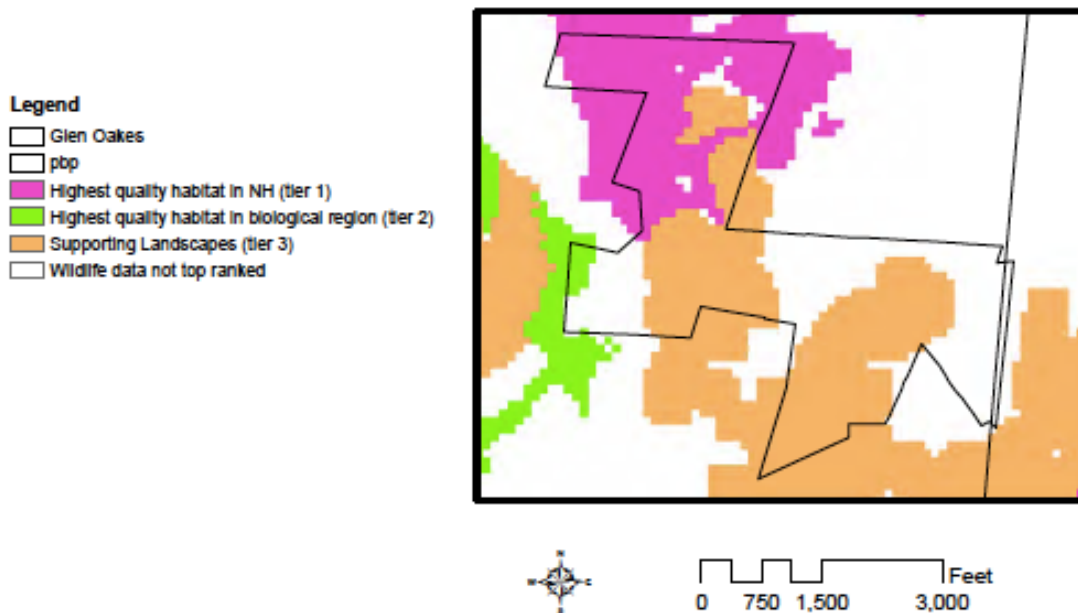 Legend
Glen Oakes
pbp
Highest quality habitat in NH (tier 1)
Highest quality habitat in biological region (tier 2)
Supporting Landscapes (tier 3)
Wildlife data not top ranked
N
W E
S
Feet
0 750 1,500 3,000